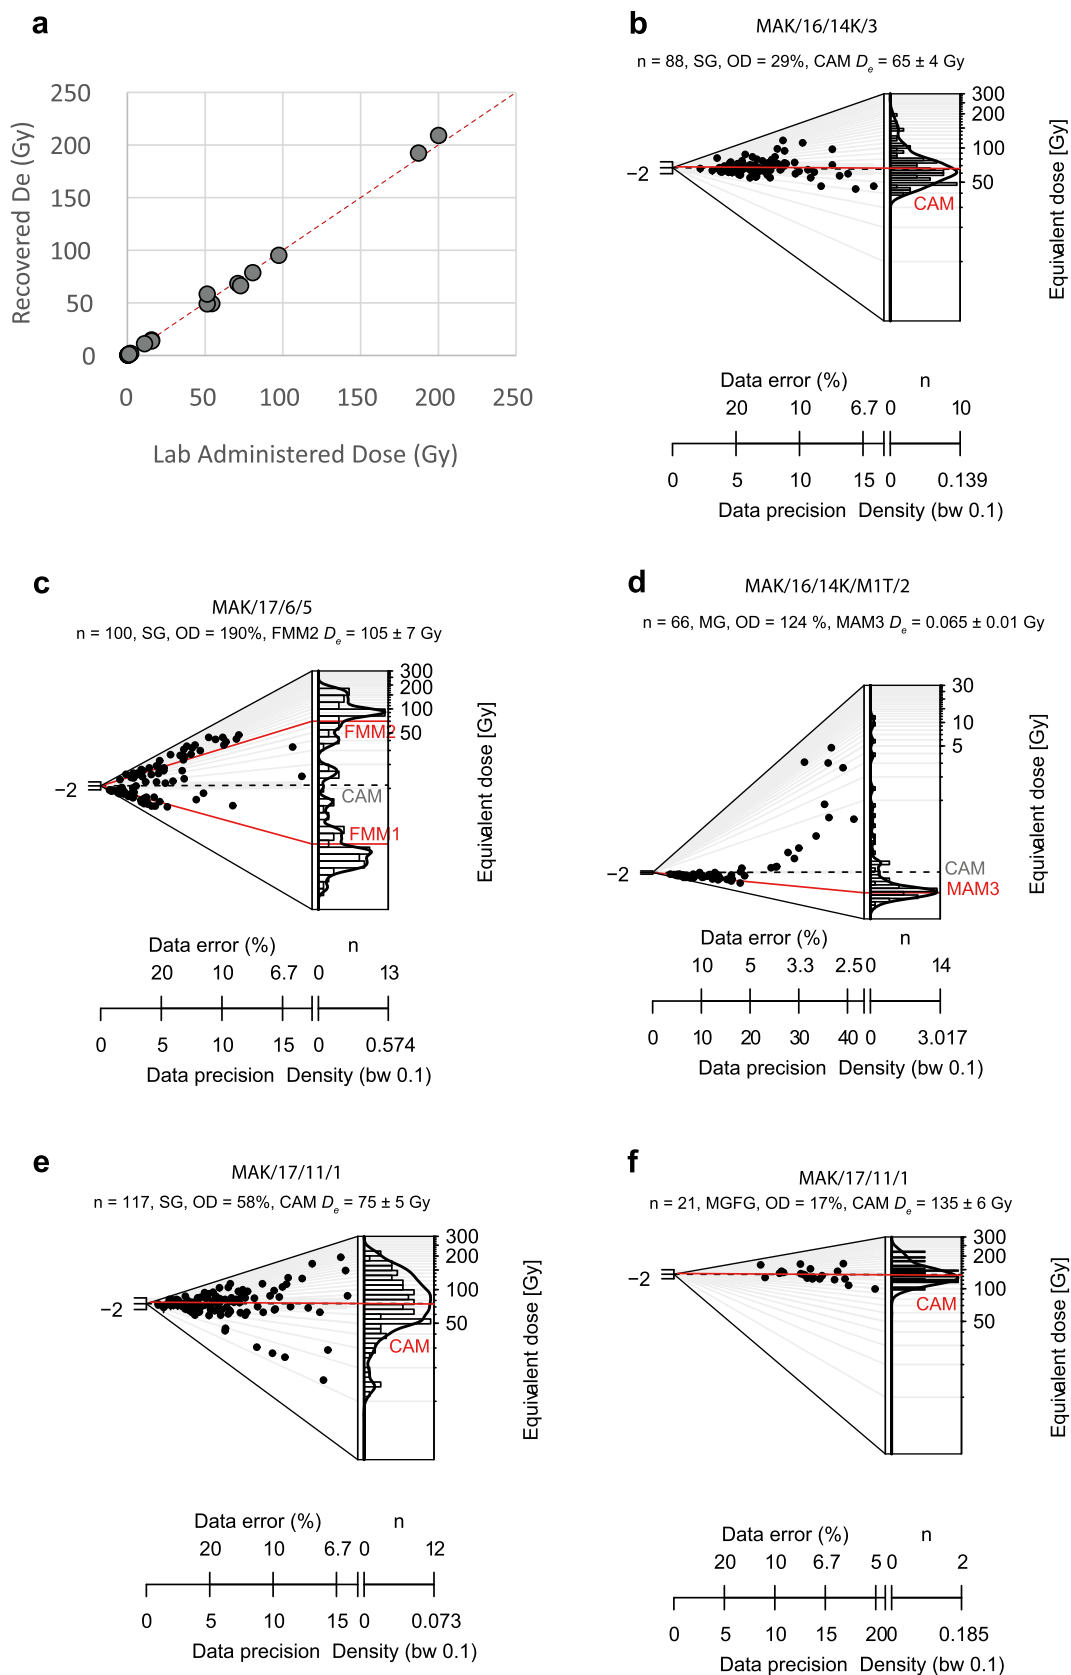 a
250
200
150
100
50
0
Recovered De (Gy)
0 50 100 150 200 250
Lab Administered Dose (Gy)
b
MAK/16/14K/3
n = 88, SG, OD = 29%, CAM De = 65 ± 4 Gy
300
200
100
50
−2
CAM
Equivalent dose [Gy]
Data error (%) n
20 10 6.7 0 10
0 5 10 15 0 0.139
Data precision Density (bw 0.1)
c
MAK/17/6/5
n = 100, SG, OD = 190%, FMM2 De = 105 ± 7 Gy
300
200
100
50
FMM2
−2
CAM
FMM1
Equivalent dose [Gy]
Data error (%) n
20 10 6.7 0 13
0 5 10 15 0 0.574
Data precision Density (bw 0.1)
d
MAK/16/14K/M1T/2
n = 66, MG, OD = 124 %, MAM3 De = 0.065 ± 0.01 Gy
30
10
5
−2
CAM
MAM3
Equivalent dose [Gy]
Data error (%) n
10 5 3.3 2.5 0 14
0 10 20 30 40 0 3.017
Data precision Density (bw 0.1)
e
MAK/17/11/1
n = 117, SG, OD = 58%, CAM De = 75 ± 5 Gy
300
200
100
50
−2
CAM
Equivalent dose [Gy]
Data error (%) n
20 10 6.7 0 12
0 5 10 15 0 0.073
Data precision Density (bw 0.1)
f
MAK/17/11/1
n = 21, MGFG, OD = 17%, CAM De = 135 ± 6 Gy
300
200
100
50
−2
CAM
Equivalent dose [Gy]
Data error (%) n
20 10 6.7 5 0 2
0 5 10 15 20 0 0.185
Data precision Density (bw 0.1)